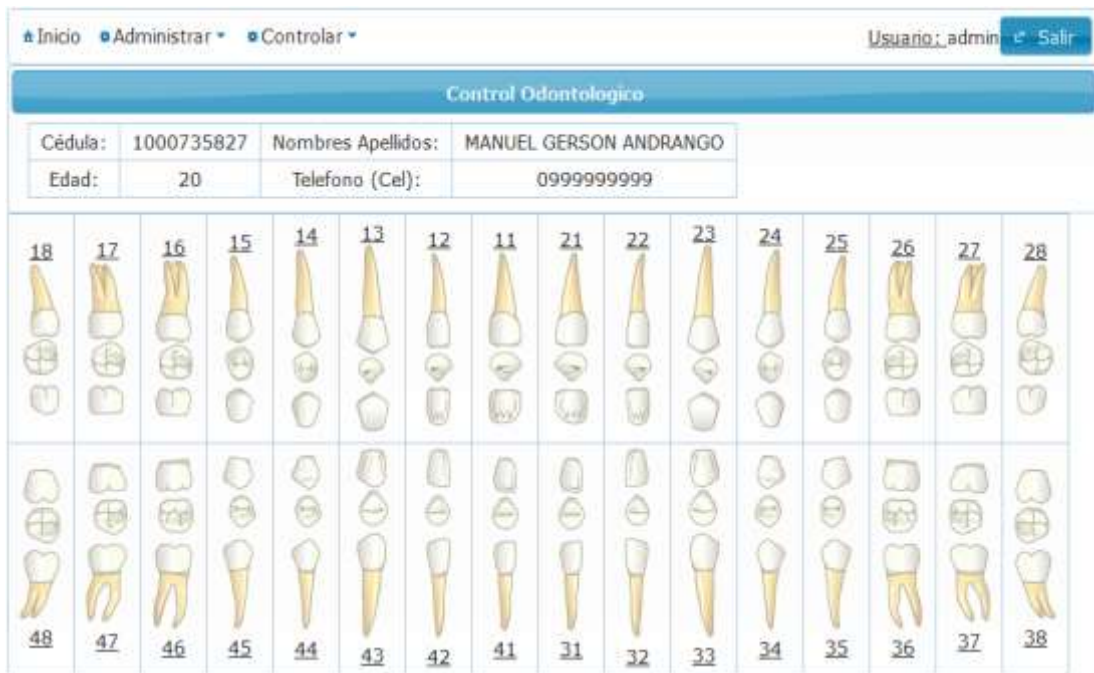 Inicio Administrar Controlar Usuario: admin Salir
Control Odontologico
Cédula: 1000735827 Nombres Apellidos: MANUEL GERSON ANDRANGO
Edad: 20 Telefono (Cel): 0999999999
18 17 16 15 14 13 12 11 21 22 23 24 25 26 27 28
48 47 46 45 44 43 42 41 31 32 33 34 35 36 37 38